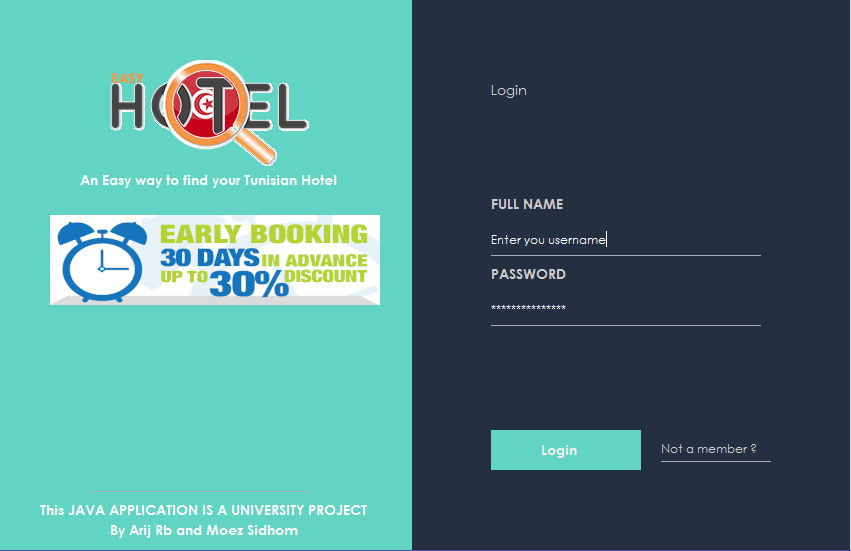 EASY
HOTEL
An Easy way to find your Tunisian Hotel
EARLY BOOKING
30 DAYS IN ADVANCE
UP TO 30% DISCOUNT
This JAVA APPLICATION IS A UNIVERSITY PROJECT
By Arij Rb and Moez Sidhom
Login
FULL NAME
Enter you username
PASSWORD
***************
Login
Not a member ?